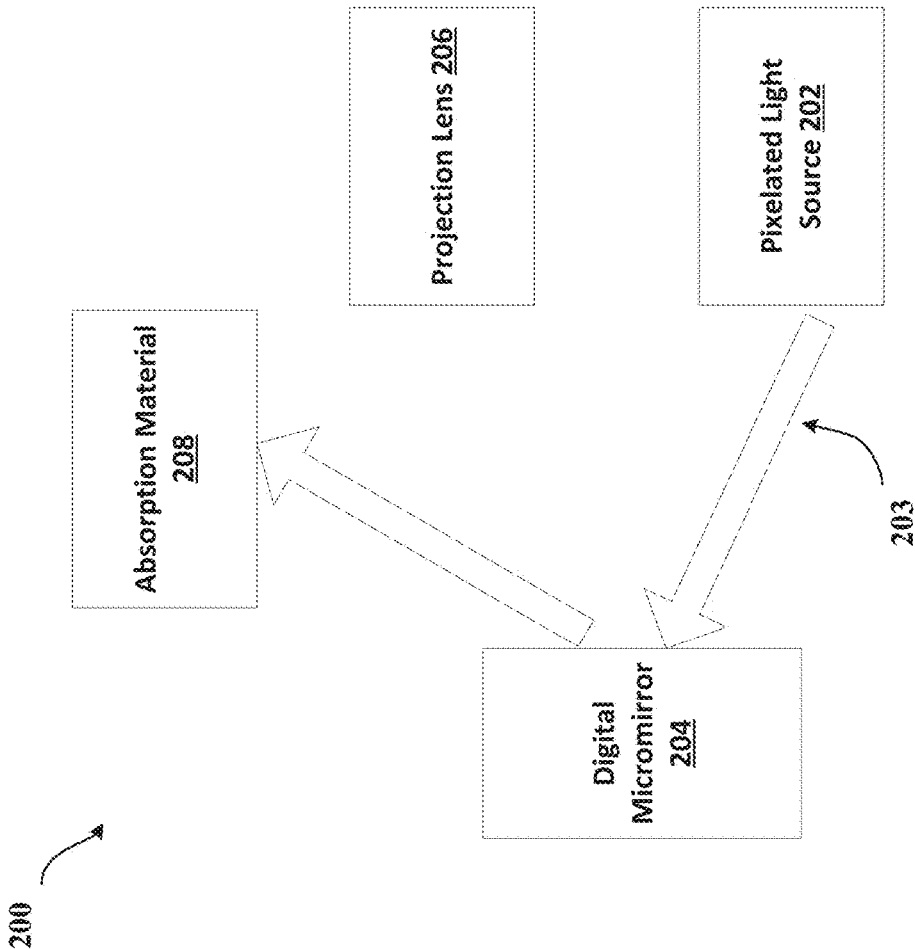 200
Absorption Material
208
Projection Lens 206
Digital
Micromirror
204
Pixelated Light
Source 202
203